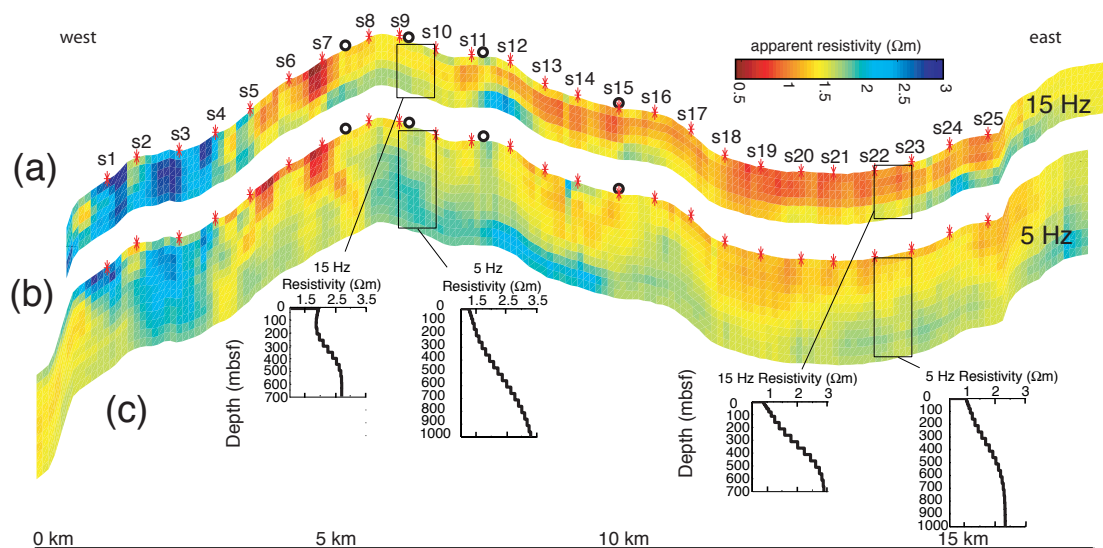 west
east
s1
s2
s3
s4
s5
s6
s7
s8
s9
s10
s11
s12
s13
s14
s15
s16
s17
s18
s19
s20
s21
s22
s23
s24
s25
apparent resistivity (Ωm)
0.5 1 1.5 2 2.5 3
15 Hz
5 Hz
(a)
(b)
(c)
15 Hz
Resistivity (Ωm)
1.5 2.5 3.5
0
100
200
300
400
500
600
700
Depth (mbsf)
5 Hz
Resistivity (Ωm)
1.5 2.5 3.5
0
100
200
300
400
500
600
700
800
900
1000
15 Hz Resistivity (Ωm)
1 2 3
0
100
200
300
400
500
600
700
Depth (mbsf)
5 Hz Resistivity (Ωm)
1 2 3
0
100
200
300
400
500
600
700
800
900
1000
0 km 5 km 10 km 15 km